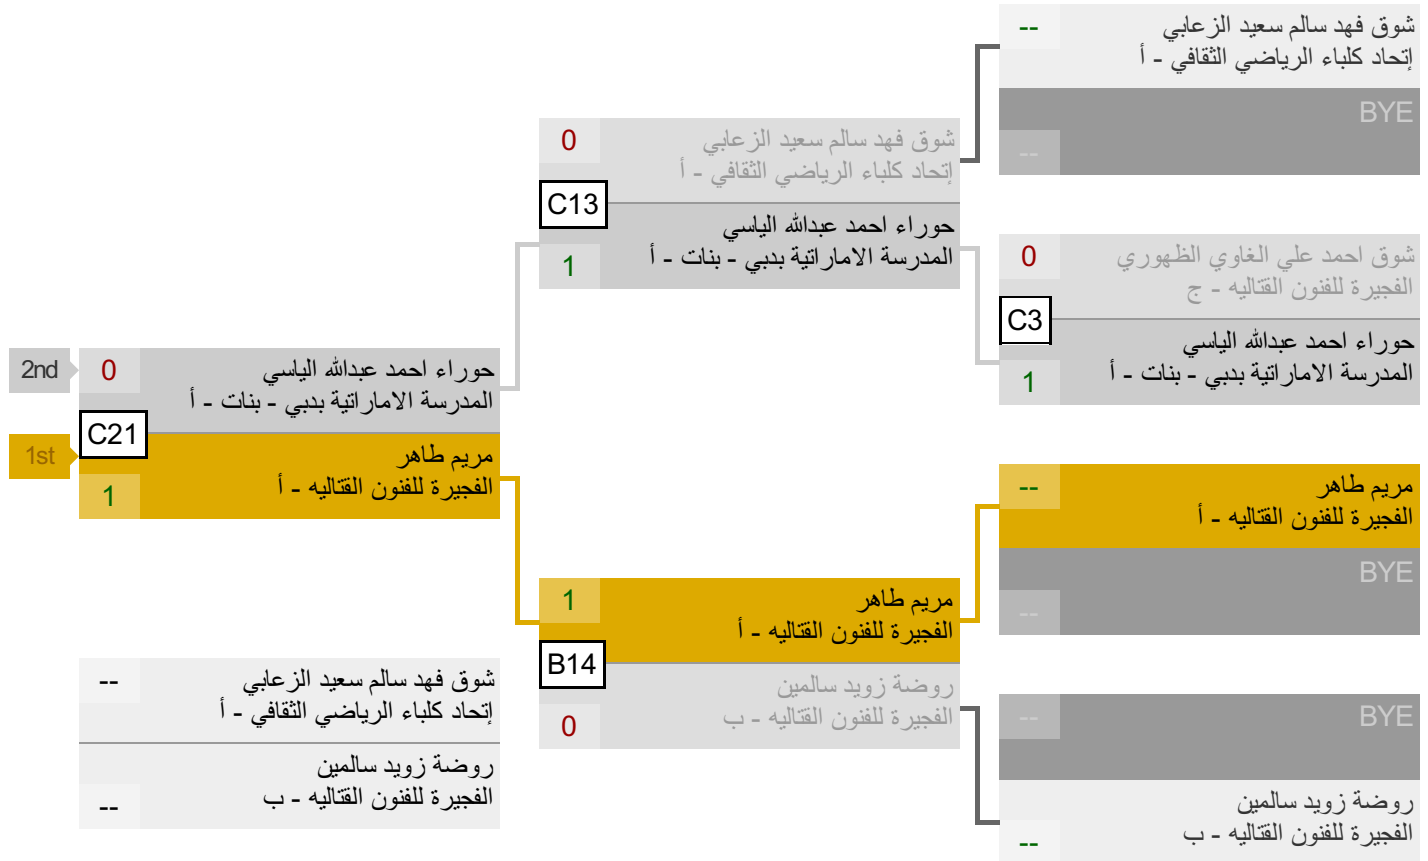 --
شوق فهد سالم سعيد الزعابي
إتحاد كلباء الرياضي الثقافي - أ
BYE
--
0
شوق فهد سالم سعيد الزعابي
إتحاد كلباء الرياضي الثقافي - أ
C13
حوراء احمد عبدالله الياسي
المدرسة الاماراتية بدبي - بنات - أ
1
0
شوق احمد علي الغاوي الظهوري
الفجيرة للفنون القتاليه - ج
C3
حوراء احمد عبدالله الياسي
المدرسة الاماراتية بدبي - بنات - أ
1
2nd
0
حوراء احمد عبدالله الياسي
المدرسة الاماراتية بدبي - بنات - أ
C21
1st
مريم طاهر
الفجيرة للفنون القتاليه - أ
1
--
مريم طاهر
الفجيرة للفنون القتاليه - أ
BYE
--
1
مريم طاهر
الفجيرة للفنون القتاليه - أ
B14
روضة زويد سالمين
الفجيرة للفنون القتاليه - ب
0
--
شوق فهد سالم سعيد الزعابي
إتحاد كلباء الرياضي الثقافي - أ
روضة زويد سالمين
الفجيرة للفنون القتاليه - ب
--
--
BYE
روضة زويد سالمين
الفجيرة للفنون القتاليه - ب
--